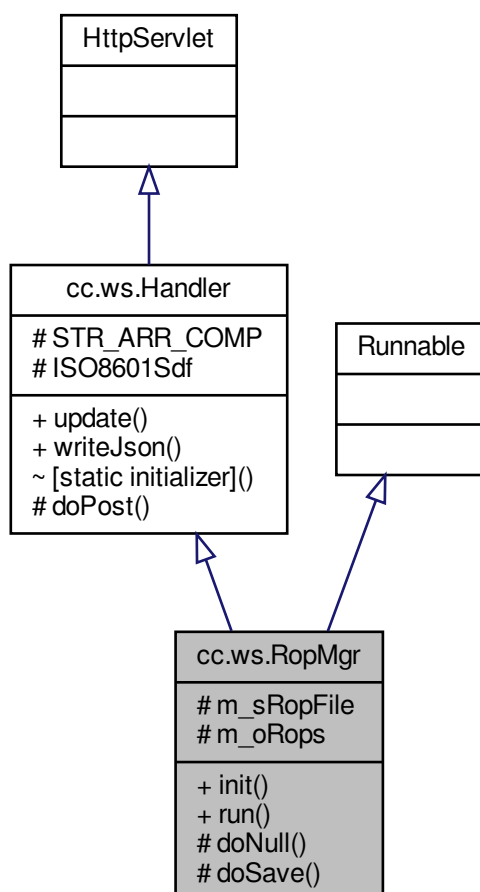 HttpServlet
cc.ws.Handler
# STR_ARR_COMP
# ISO8601Sdf
+ update()
+ writeJson()
~ [static initializer]()
# doPost()
Runnable
cc.ws.RopMgr
# m_sRopFile
# m_oRops
+ init()
+ run()
# doNull()
# doSave()